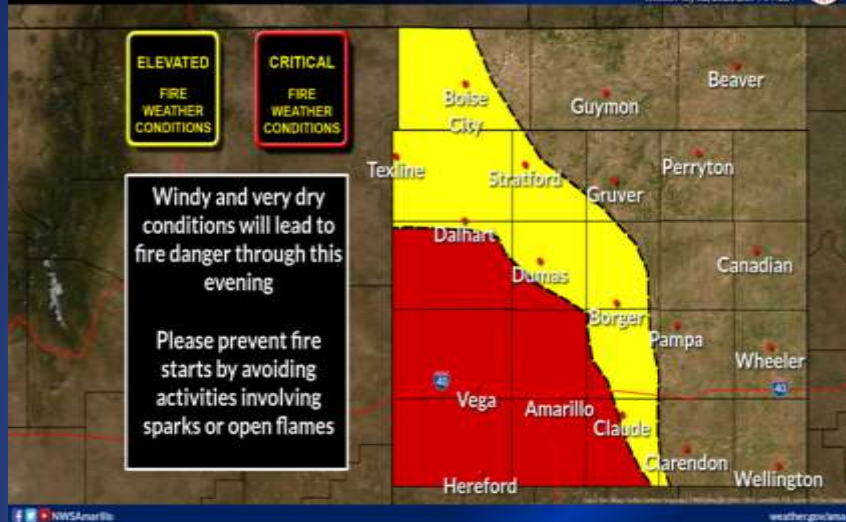 ELEVATED
FIRE
WEATHER
CONDITIONS
CRITICAL
FIRE
WEATHER
CONDITIONS
Windy and very dry
conditions will lead to
fire danger through this
evening
Please prevent fire
starts by avoiding
activities involving
sparks or open flames
Boise
City
Guymon
Beaver
Texline
Stratford
Gruver
Perryton
Dalhart
Dumas
Canadian
Borger
Pampa
Wheeler
40
40
Vega
Amarillo
Claude
Clarendon
Hereford
Wellington
NWSAmarillo
weather.gov/ama